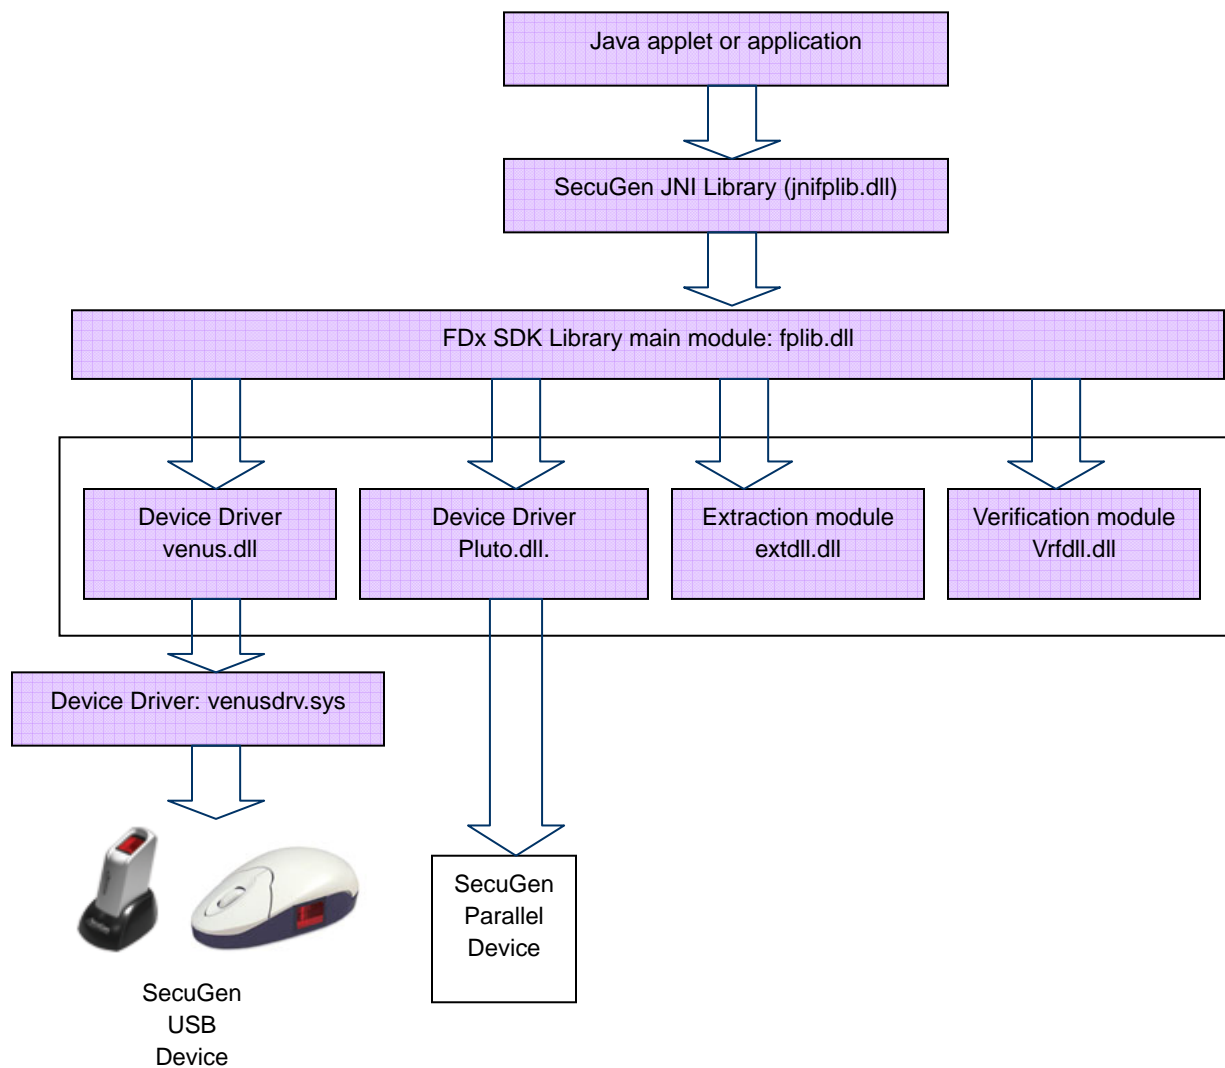 Java applet or application
SecuGen JNI Library (jnifplib.dll)
FDx SDK Library main module: fplib.dll
Device Driver
venus.dll
Device Driver
Pluto.dll.
Extraction module
extdll.dll
Verification module
Vrfdll.dll
Device Driver: venusdrv.sys
SecuGen
Parallel
Device
SecuGen
USB
Device